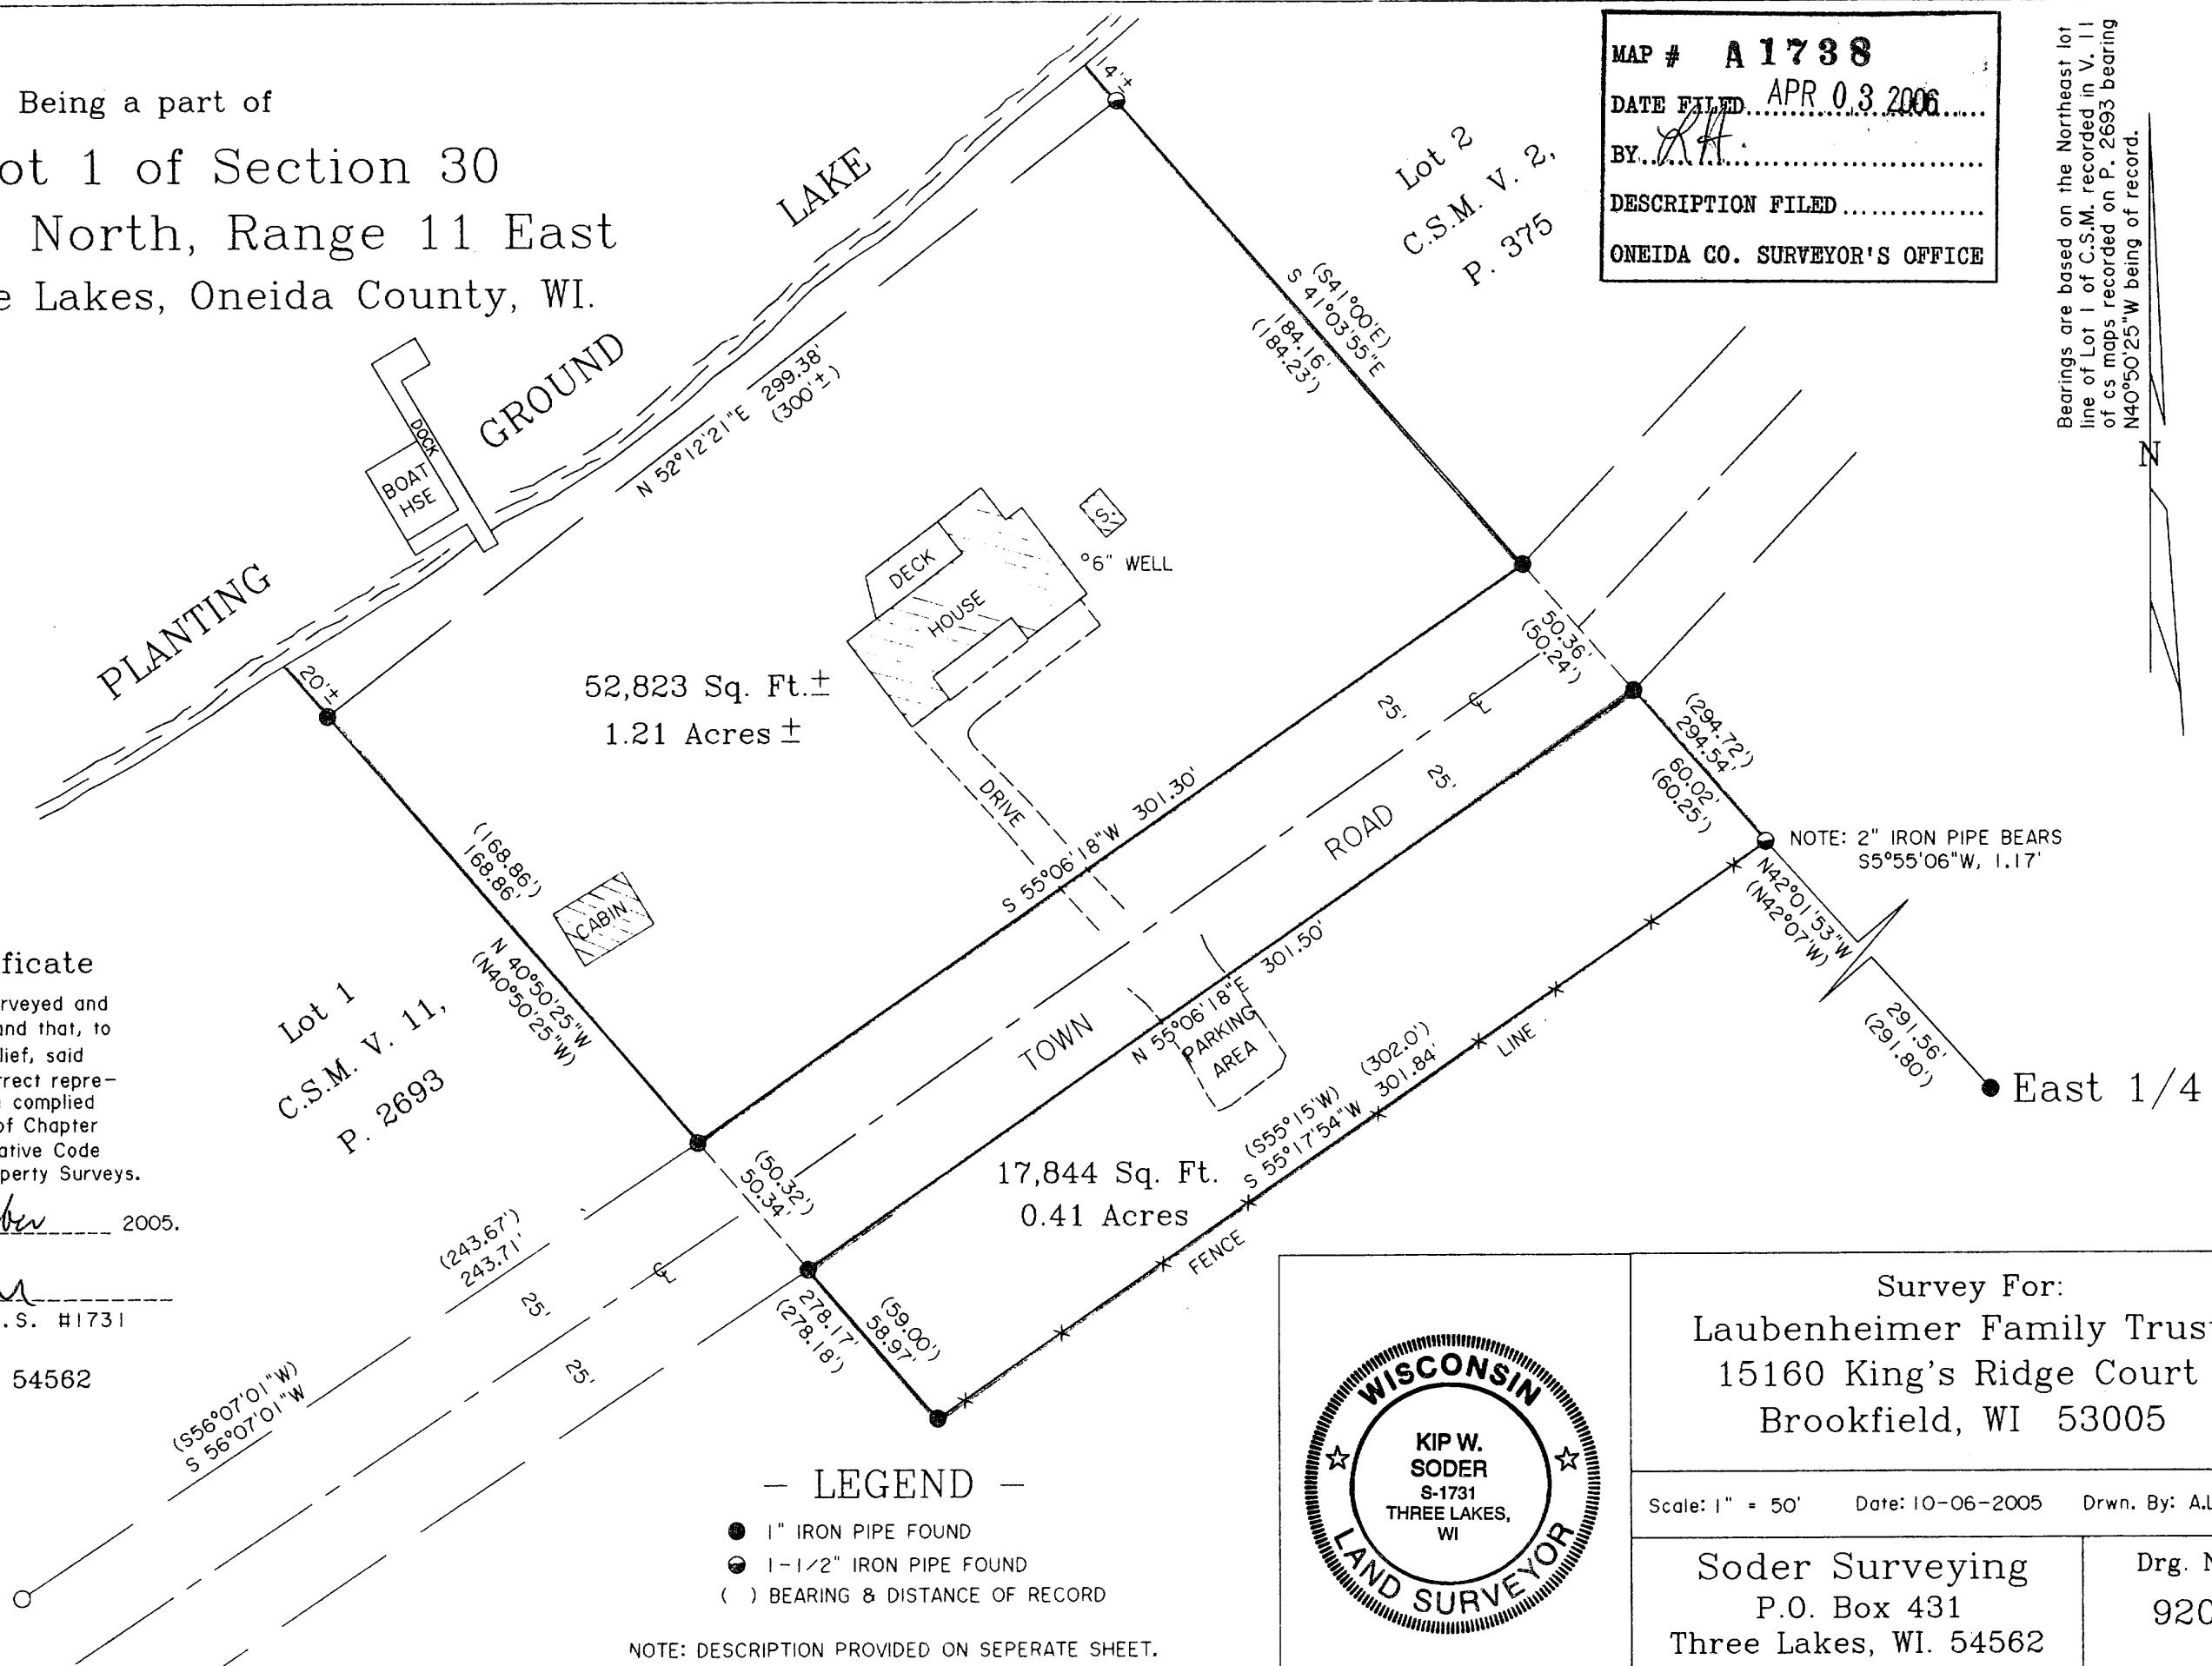 Being a part of
ot 1 of Section 30
North, Range 11 East
e Lakes, Oneida County, WI.
MAP # A1738
DATE FILED APR 03 2006
BY RH
DESCRIPTION FILED
ONEIDA CO. SURVEYOR'S OFFICE
Bearings are based on the Northeast lot
line of Lot 1 of C.S.M. recorded in V. 11
of cs maps recorded on P. 2693 bearing
N40°50'25"W being of record.
N
PLANTING GROUND LAKE
14'±
Lot 2
C.S.M. V. 2,
P. 375
(S41°00'E)
S 41°03'55"E
184.16'
(184.23')
N 52°12'21"E 299.38'
(300'±)
DOCK
BOAT
HSE
DECK
HOUSE
S.
6" WELL
20'±
52,823 Sq. Ft.±
1.21 Acres ±
DRIVE
50.36'
(50.24')
25'
℄
25'
(294.72')
294.54'
60.02'
(60.25')
NOTE: 2" IRON PIPE BEARS
S5°55'06"W, 1.17'
N42°01'53"W
(N42°07'W)
291.56'
(291.80')
East 1/4
(168.86')
168.86'
CABIN
N 40°50'25"W
(N40°50'25"W)
S 55°06'18"W 301.30'
TOWN ROAD
N 55°06'18"E 301.50'
PARKING
AREA
(S55°15'W) (302.0')
S 55°17'54"W 301.84'
FENCE LINE
17,844 Sq. Ft.
0.41 Acres
Lot 1
C.S.M. V. 11,
P. 2693
(50.32')
50.34'
(243.67')
243.71'
25'
℄
25'
(S56°07'01"W)
S 56°07'01"W
(59.00')
58.97'
278.17'
(278.18')
ficate
rveyed and
and that, to
lief, said
rrect repre-
complied
of Chapter
ative Code
perty Surveys.
ber 2005.
.S. #1731
54562
- LEGEND -
1" IRON PIPE FOUND
1-1/2" IRON PIPE FOUND
( ) BEARING & DISTANCE OF RECORD
NOTE: DESCRIPTION PROVIDED ON SEPERATE SHEET.
WISCONSIN
KIP W.
SODER
S-1731
THREE LAKES,
WI
LAND SURVEYOR
Survey For:
Laubenheimer Family Trus
15160 King's Ridge Court
Brookfield, WI 53005
Scale: 1" = 50' Date: 10-06-2005 Drwn. By: A.L
Soder Surveying
P.O. Box 431
Three Lakes, WI. 54562
Drg. N
920